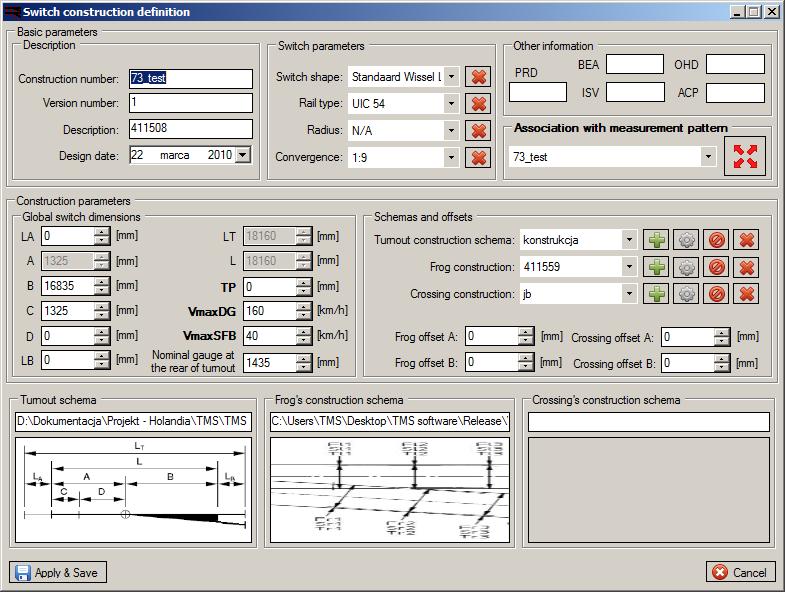 Switch construction definition
Basic parameters
Description
Construction number: 73_test
Version number: 1
Description: 411508
Design date: 22 marca 2010
Switch parameters
Switch shape: Standaard Wissel
Rail type: UIC 54
Radius: N/A
Convergence: 1:9
Other information
PRD
BEA
OHD
ISV
ACP
Association with measurement pattern
73_test
Construction parameters
Global switch dimensions
LA 0 [mm]
LT 18160 [mm]
A 1325 [mm]
L 18160 [mm]
B 16835 [mm]
TP 0 [mm]
C 1325 [mm]
VmaxDG 160 [km/h]
D 0 [mm]
VmaxSFB 40 [km/h]
LB 0 [mm]
Nominal gauge at
the rear of turnout 1435 [mm]
Schemas and offsets
Turnout construction schema: konstrukcja
Frog construction: 411559
Crossing construction: jb
Frog offset A: 0 [mm] Crossing offset A: 0 [mm]
Frog offset B: 0 [mm] Crossing offset B: 0 [mm]
Turnout schema
D:\Dokumentacja\Projekt - Holandia\TMS\TMS
LT
L
LA A B LB
C D
Frog's construction schema
C:\Users\TMS\Desktop\TMS software\Release\
Crossing's construction schema
Apply & Save
Cancel